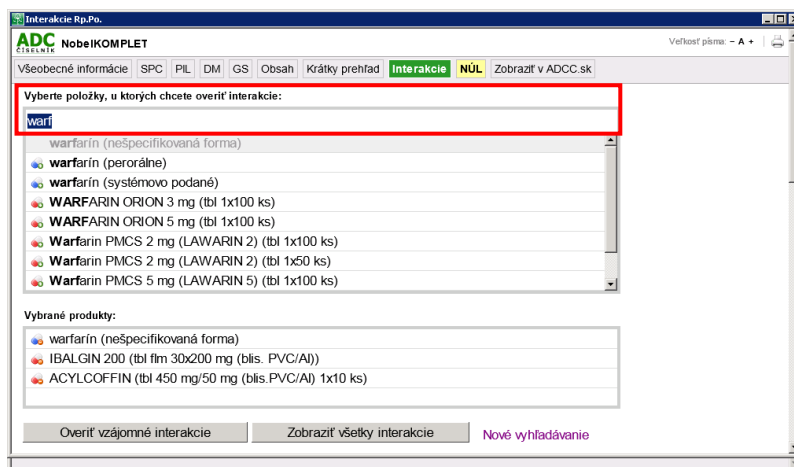 Interakcie Rp.Po.
ADC ČÍSELNÍK NobelKOMPLET Veľkosť písma: – A +
Všeobecné informácie SPC PIL DM GS Obsah Krátky prehľad Interakcie NÚL Zobraziť v ADCC.sk
Vyberte položky, u ktorých chcete overiť interakcie:
warf
warfarín (nešpecifikovaná forma)
warfarín (perorálne)
warfarín (systémovo podané)
WARFARIN ORION 3 mg (tbl 1x100 ks)
WARFARIN ORION 5 mg (tbl 1x100 ks)
Warfarin PMCS 2 mg (LAWARIN 2) (tbl 1x100 ks)
Warfarin PMCS 2 mg (LAWARIN 2) (tbl 1x50 ks)
Warfarin PMCS 5 mg (LAWARIN 5) (tbl 1x100 ks)
Vybrané produkty:
warfarín (nešpecifikovaná forma)
IBALGIN 200 (tbl flm 30x200 mg (blis. PVC/Al))
ACYLCOFFIN (tbl 450 mg/50 mg (blis.PVC/Al) 1x10 ks)
Overiť vzájomné interakcie Zobraziť všetky interakcie Nové vyhľadávanie